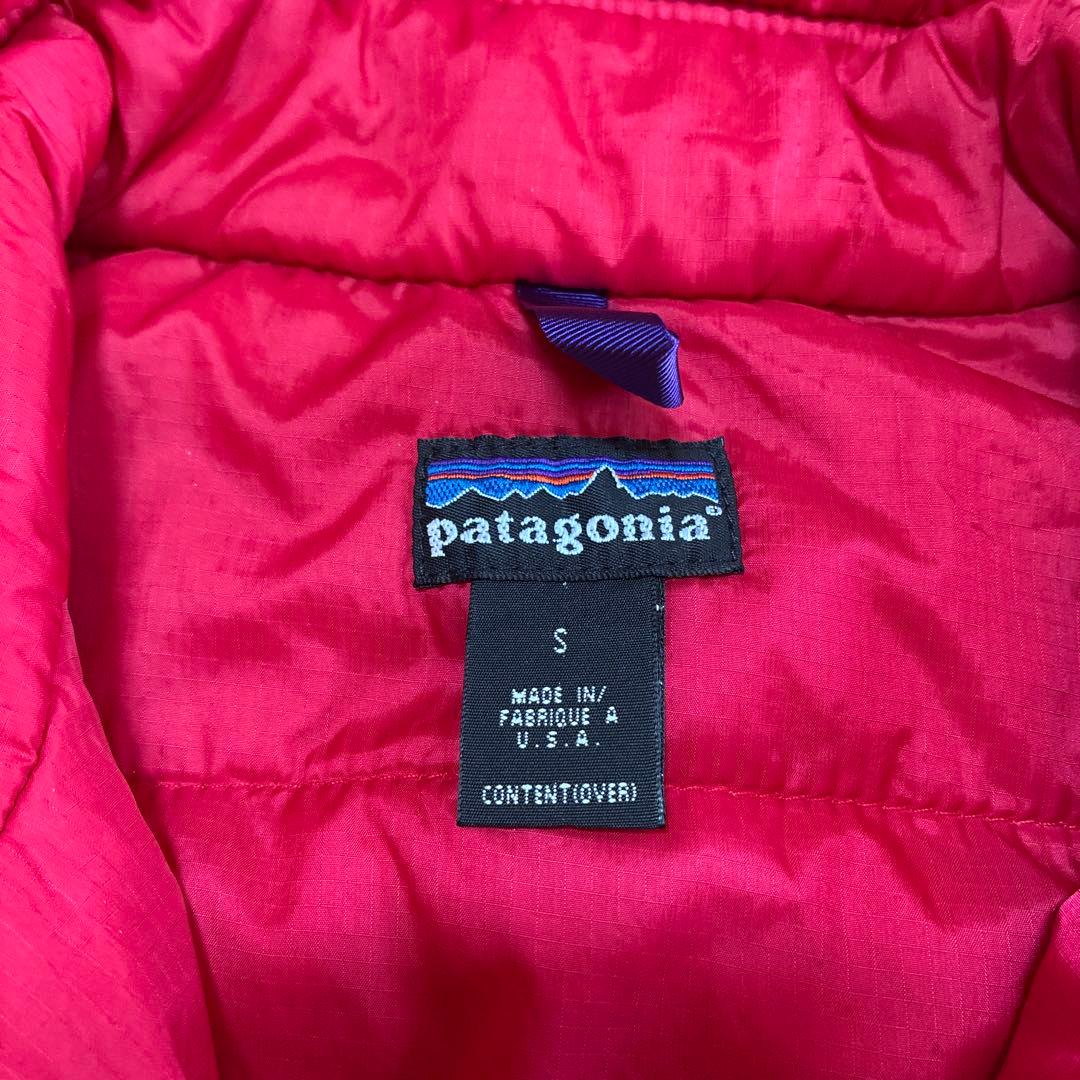 patagonia®
S
MADE IN/
FABRIQUE A
U.S.A.
CONTENT(OVER)